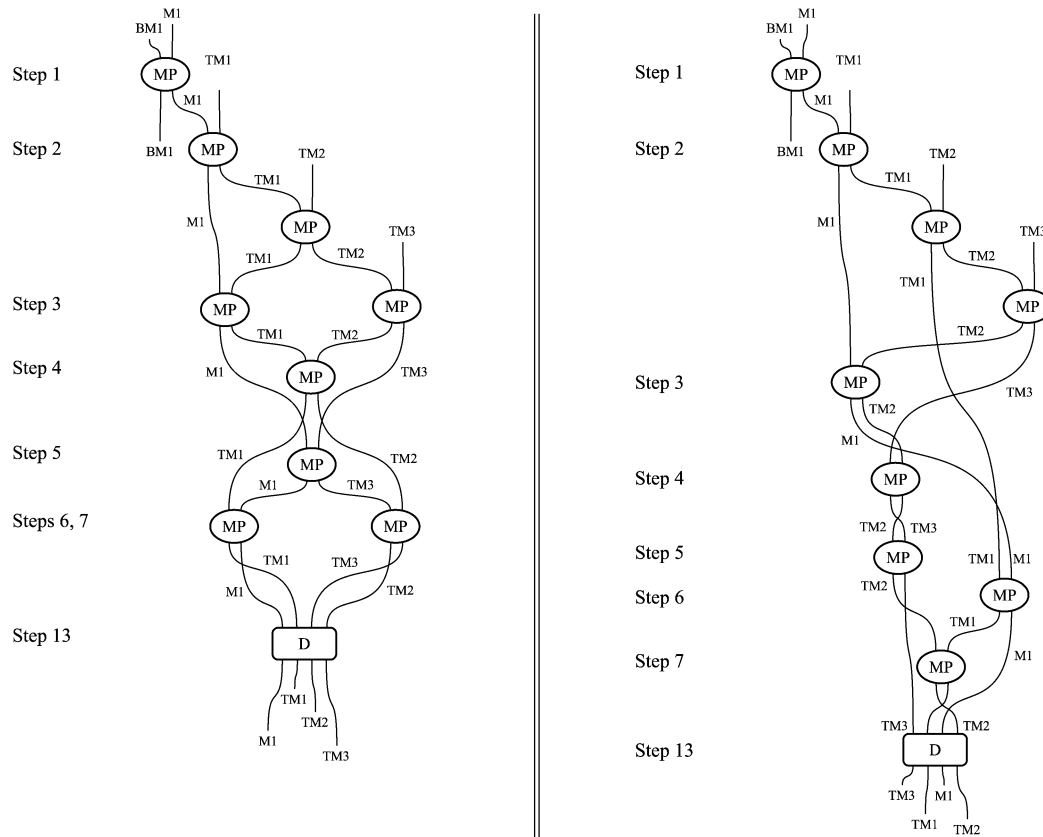 M1
BM1
TM1
Step 1
MP
M1
Step 2
BM1
MP
TM2
TM1
M1
MP
TM3
TM1
TM2
Step 3
MP
MP
TM1
TM2
Step 4
M1
MP
TM3
Step 5
TM1
TM2
MP
M1
TM3
Steps 6, 7
MP
MP
TM1
TM3
M1
TM2
Step 13
D
TM1
TM2
M1
TM3
M1
BM1
TM1
Step 1
MP
M1
Step 2
BM1
MP
TM2
TM1
M1
MP
TM3
TM2
TM1
MP
TM2
Step 3
MP
TM2
TM3
M1
Step 4
MP
TM2
TM3
Step 5
MP
TM1
M1
TM2
Step 6
MP
TM1
Step 7
MP
M1
TM3
TM2
Step 13
D
TM3
M1
TM1
TM2